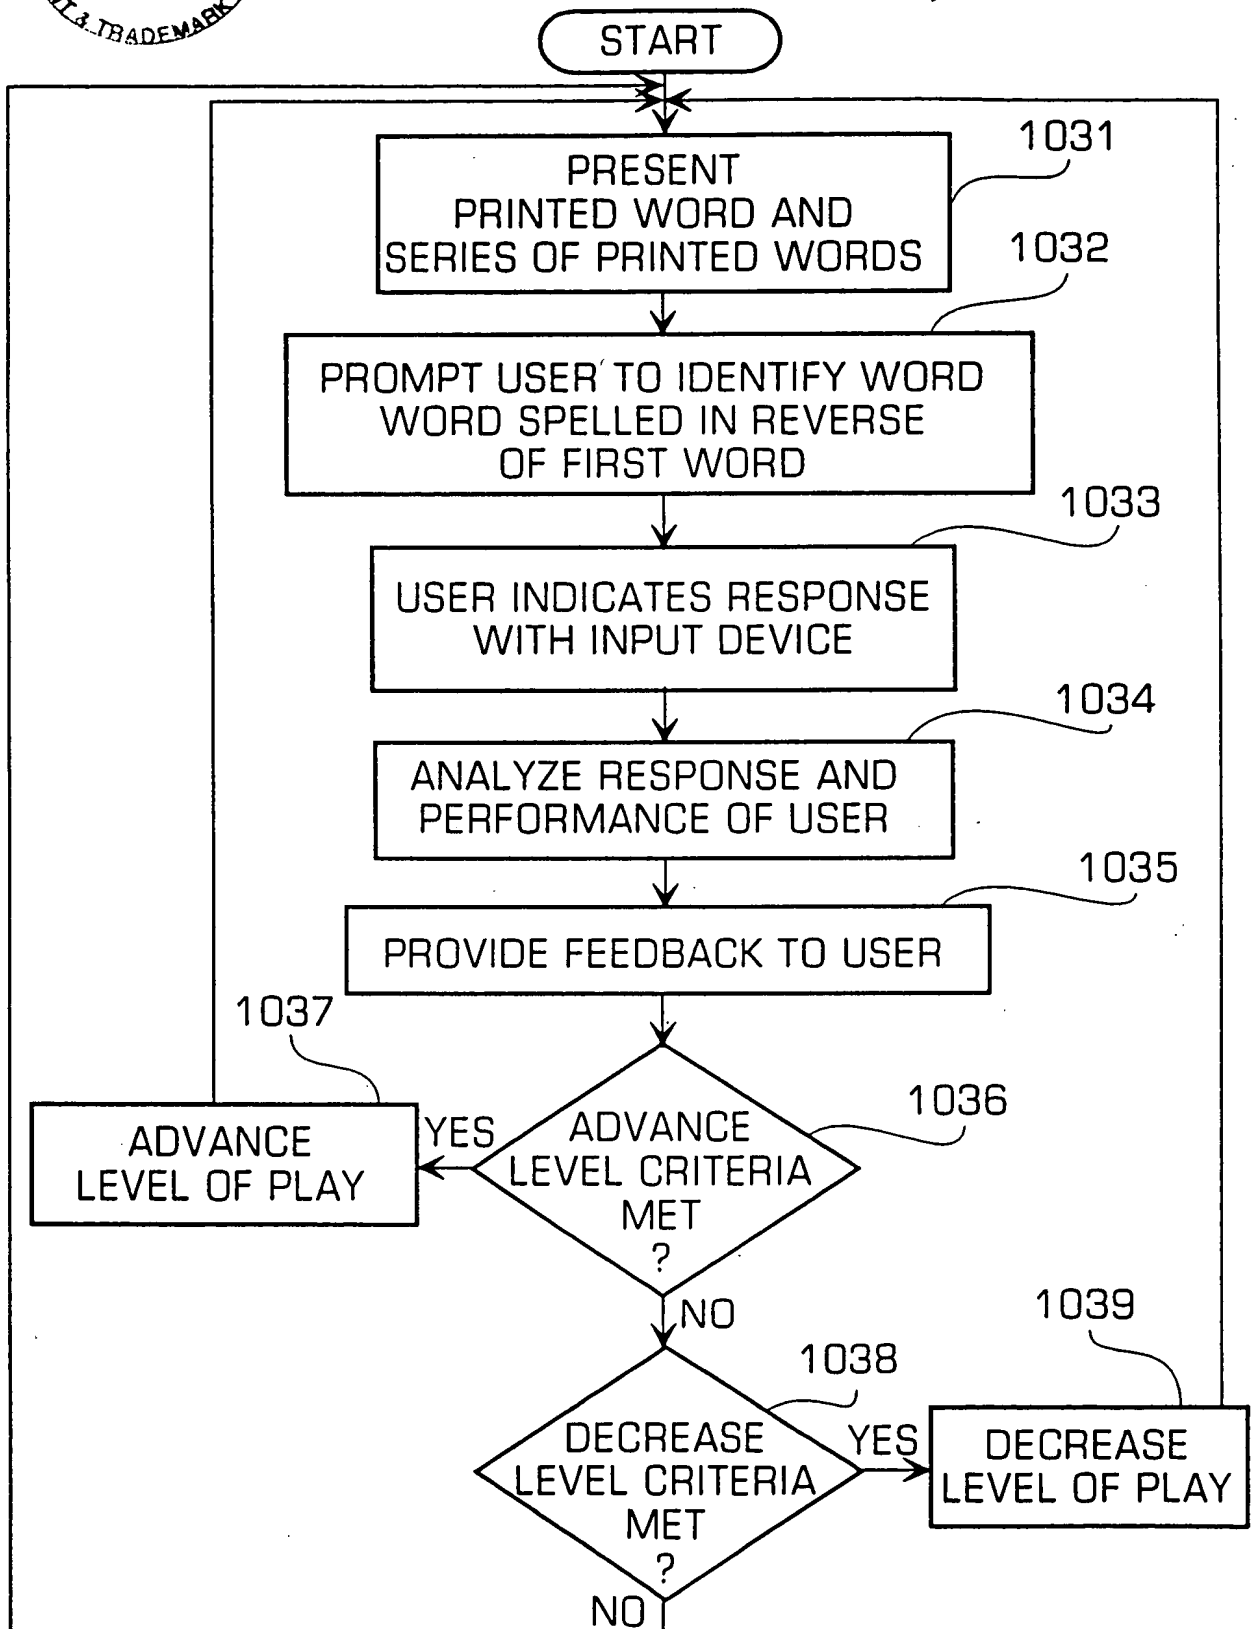 T & TRADEMARK
START
1031
PRESENT
PRINTED WORD AND
SERIES OF PRINTED WORDS
1032
PROMPT USER TO IDENTIFY WORD
WORD SPELLED IN REVERSE
OF FIRST WORD
1033
USER INDICATES RESPONSE
WITH INPUT DEVICE
1034
ANALYZE RESPONSE AND
PERFORMANCE OF USER
1035
PROVIDE FEEDBACK TO USER
1037
ADVANCE
LEVEL OF PLAY
YES
1036
ADVANCE
LEVEL CRITERIA
MET
?
NO
1038
DECREASE
LEVEL CRITERIA
MET
?
YES
1039
DECREASE
LEVEL OF PLAY
NO